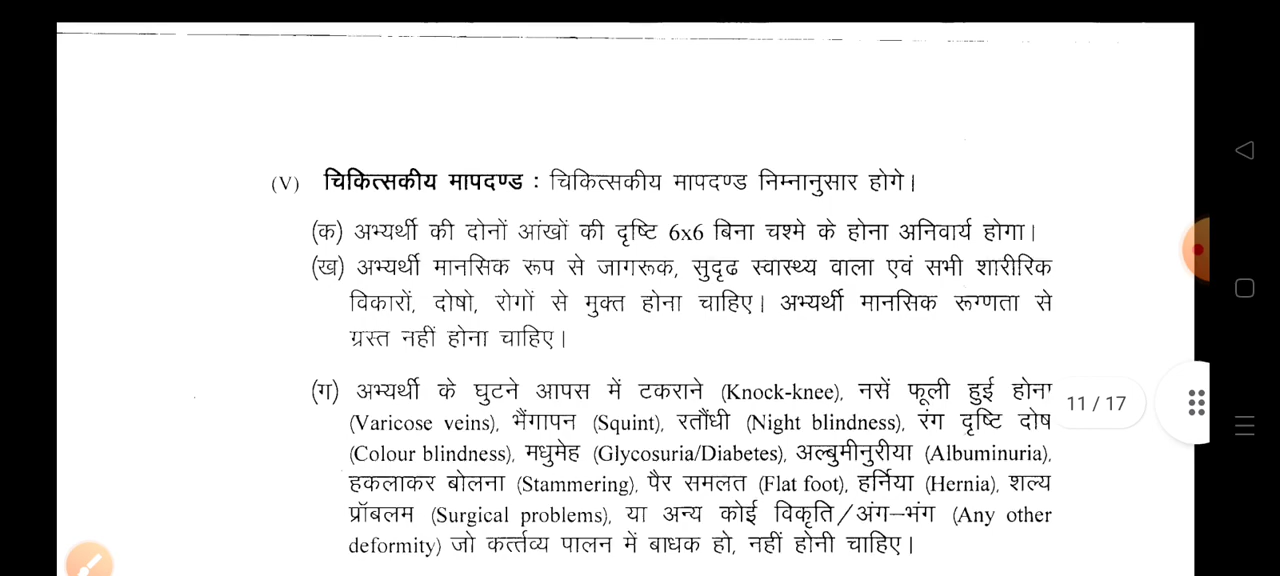 (V) चिकित्सकीय मापदण्ड : चिकित्सकीय मापदण्ड निम्नानुसार होगे।
(क) अभ्यर्थी की दोनों आंखों की दृष्टि 6x6 बिना चश्मे के होना अनिवार्य होगा।
(ख) अभ्यर्थी मानसिक रूप से जागरूक, सुदृढ स्वास्थ्य वाला एवं सभी शारीरिक
विकारों, दोषो, रोगों से मुक्त होना चाहिए। अभ्यर्थी मानसिक रूग्णता से
ग्रस्त नहीं होना चाहिए।
(ग) अभ्यर्थी के घुटने आपस में टकराने (Knock-knee), नसें फूली हुई होना
(Varicose veins), भैंगापन (Squint), रतौंधी (Night blindness), रंग दृष्टि दोष
(Colour blindness), मधुमेह (Glycosuria/Diabetes), अल्बुमीनुरीया (Albuminuria),
हकलाकर बोलना (Stammering), पैर समलत (Flat foot), हर्निया (Hernia), शल्य
प्रॉबलम (Surgical problems), या अन्य कोई विकृति/अंग–भंग (Any other
deformity) जो कर्त्तव्य पालन में बाधक हो, नहीं होनी चाहिए।
11 / 17